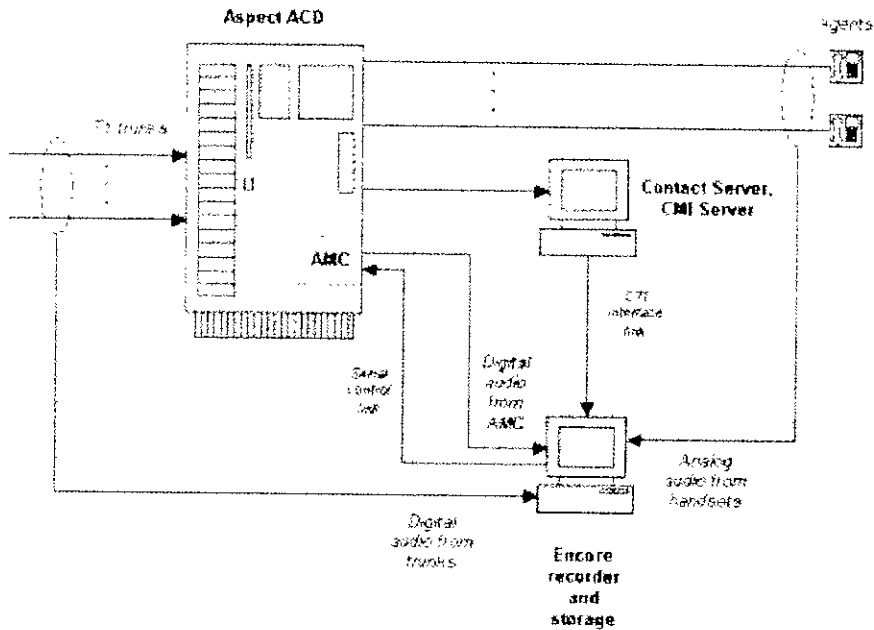 Aspect ACD
Agents
T1 trunks
Contact Server,
CMI Server
AMC
CTI
interface
link
Serial
control
link
Digital
audio
from
AMC
Analog
audio from
handsets
Digital
audio from
trunks
Encore
recorder
and
storage